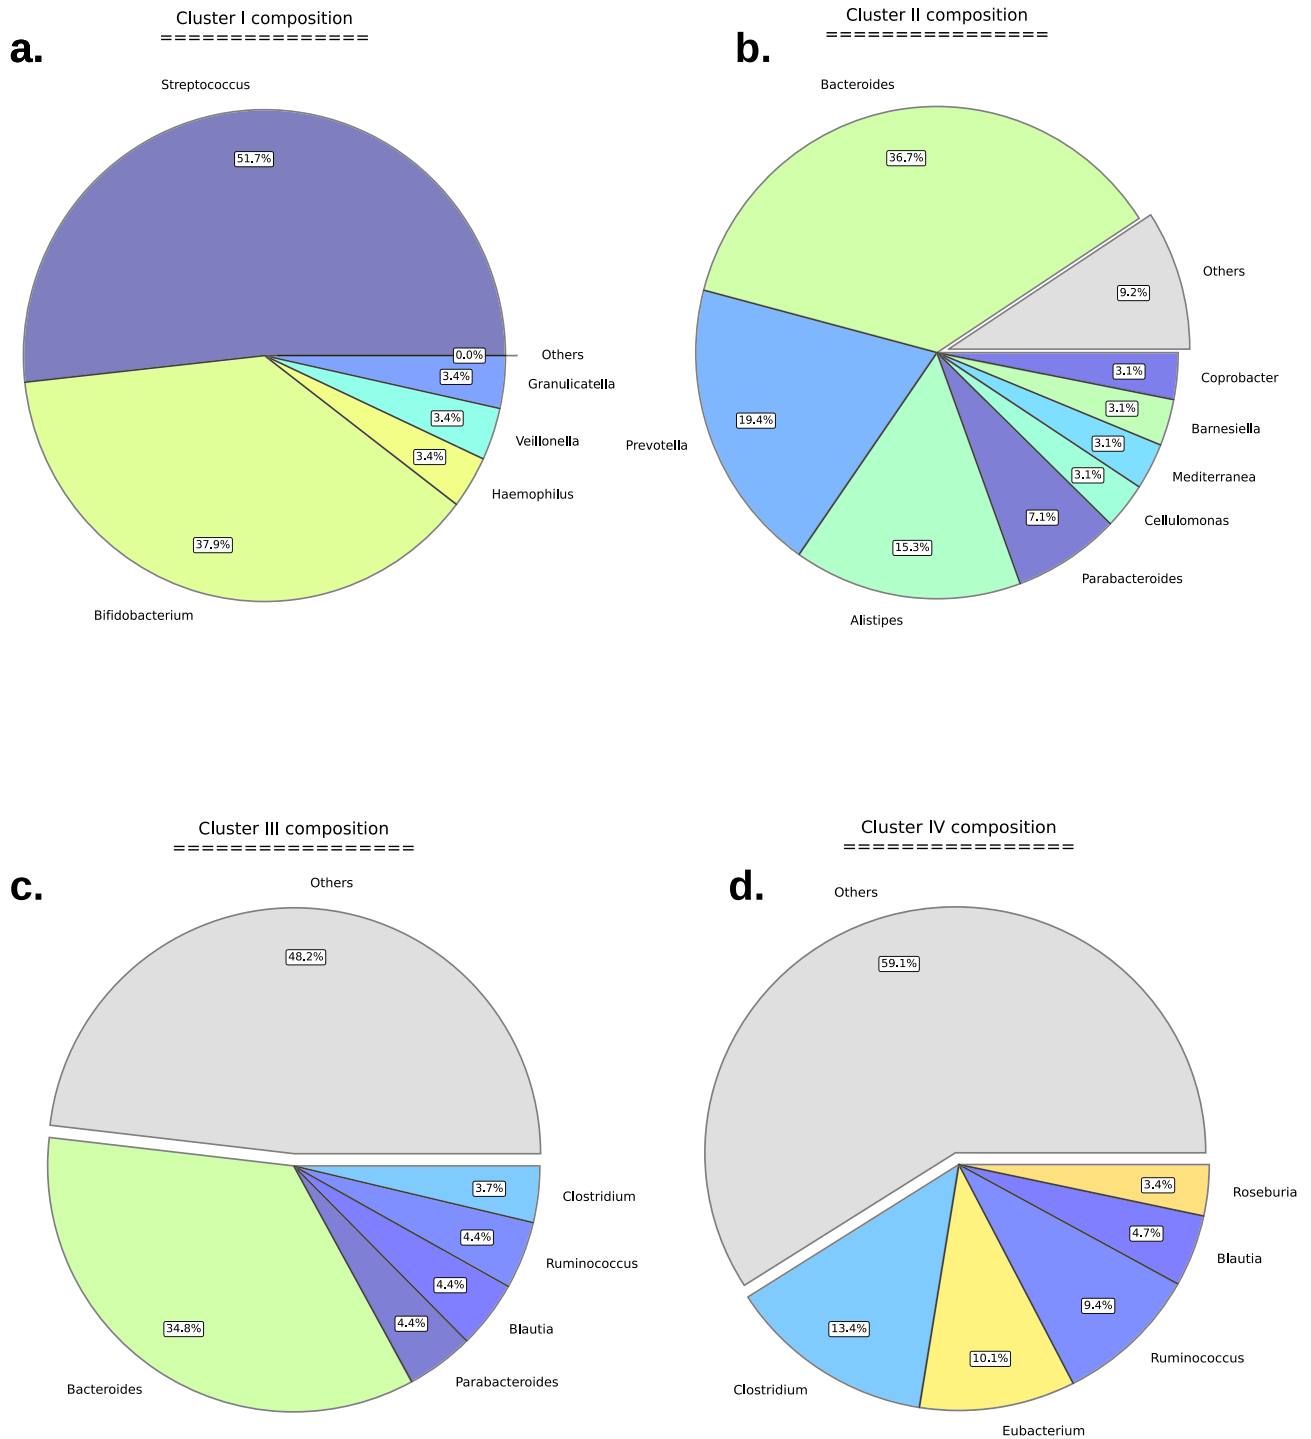 Cluster I composition
==============
a.
Streptococcus
51.7%
0.0%
Others
3.4%
Granulicatella
3.4%
Veillonella
3.4%
Haemophilus
37.9%
Bifidobacterium
Cluster II composition
===============
b.
Bacteroides
36.7%
Others
9.2%
3.1%
Coprobacter
3.1%
Barnesiella
3.1%
Mediterranea
3.1%
Cellulomonas
7.1%
Parabacteroides
19.4%
Prevotella
15.3%
Alistipes
Cluster III composition
================
c.
Others
48.2%
3.7%
Clostridium
4.4%
Ruminococcus
4.4%
Blautia
4.4%
Parabacteroides
34.8%
Bacteroides
Cluster IV composition
===============
d.
Others
59.1%
3.4%
Roseburia
4.7%
Blautia
9.4%
Ruminococcus
13.4%
Clostridium
10.1%
Eubacterium